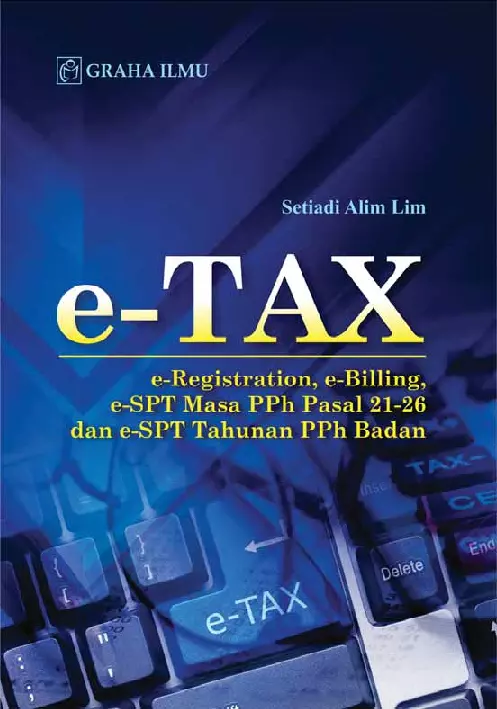 GRAHA ILMU
Setiadi Alim Lim
e-TAX
e-Registration, e-Billing,
e-SPT Masa PPh Pasal 21-26
dan e-SPT Tahunan PPh Badan
TAX-
CE
End
Delete
e-TAX
{
[
}
]
"
'